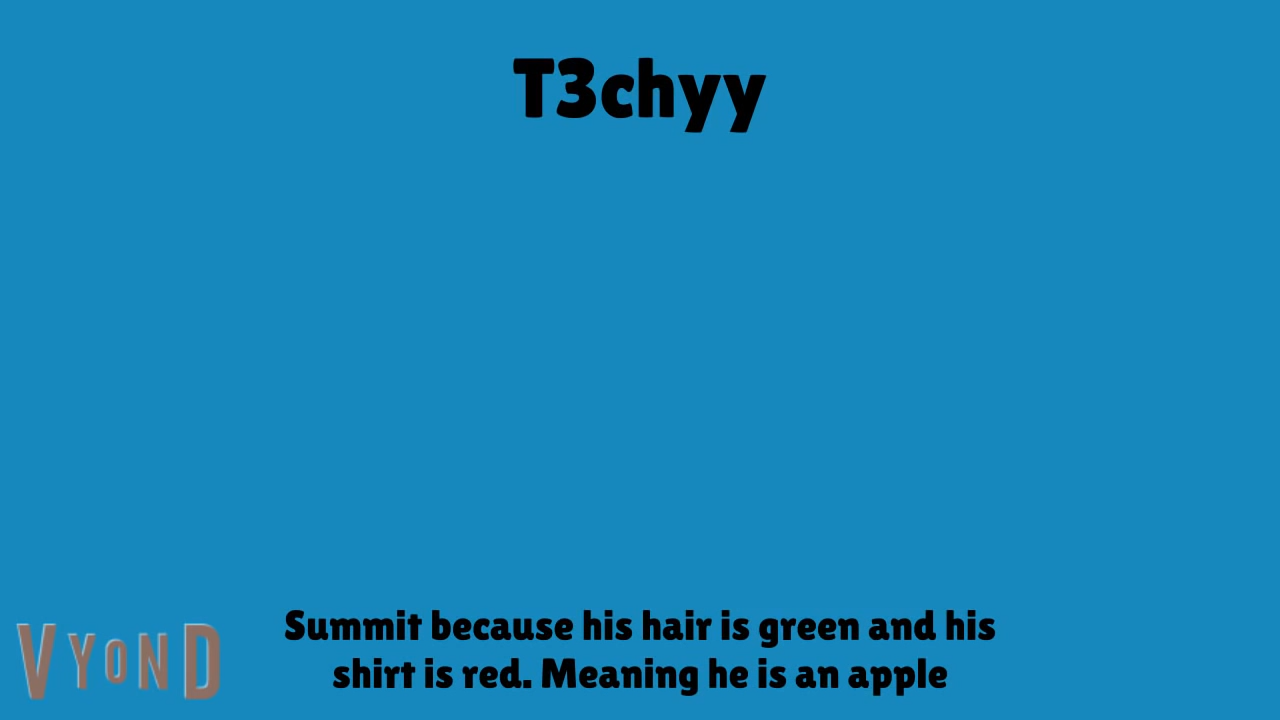 T3chyy
Summit because his hair is green and his
shirt is red. Meaning he is an apple
VYOND